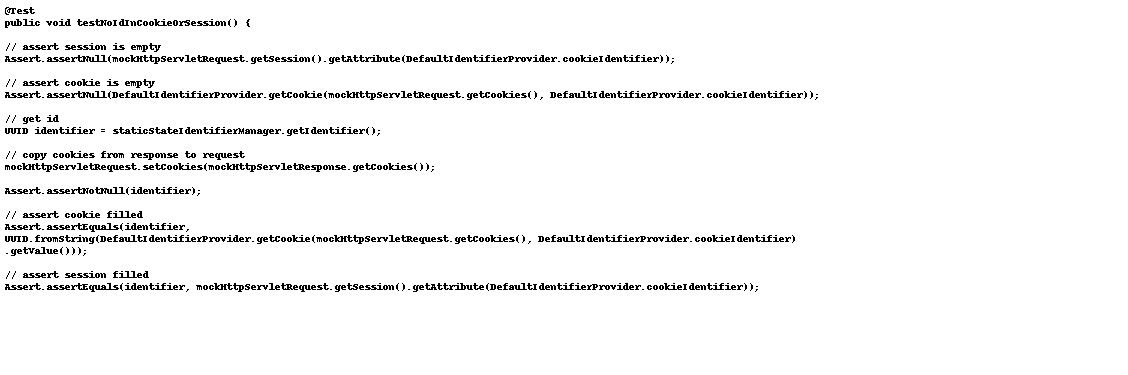 @Test
public void testNoIdInCookieOrSession() {
// assert session is empty
Assert.assertNull(mockHttpServletRequest.getSession().getAttribute(DefaultIdentifierProvider.cookieIdentifier));
// assert cookie is empty
Assert.assertNull(DefaultIdentifierProvider.getCookie(mockHttpServletRequest.getCookies(), DefaultIdentifierProvider.cookieIdentifier));
// get id
UUID identifier = staticStateIdentifierManager.getIdentifier();
// copy cookies from response to request
mockHttpServletRequest.setCookies(mockHttpServletResponse.getCookies());
Assert.assertNotNull(identifier);
// assert cookie filled
Assert.assertEquals(identifier,
UUID.fromString(DefaultIdentifierProvider.getCookie(mockHttpServletRequest.getCookies(), DefaultIdentifierProvider.cookieIdentifier)
.getValue()));
// assert session filled
Assert.assertEquals(identifier, mockHttpServletRequest.getSession().getAttribute(DefaultIdentifierProvider.cookieIdentifier));